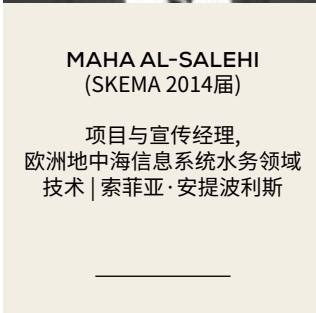 MAHA AL-SALEHI
(SKEMA 2014届)
项目与宣传经理,
欧洲地中海信息系统水务领域
技术 | 索菲亚·安提波利斯